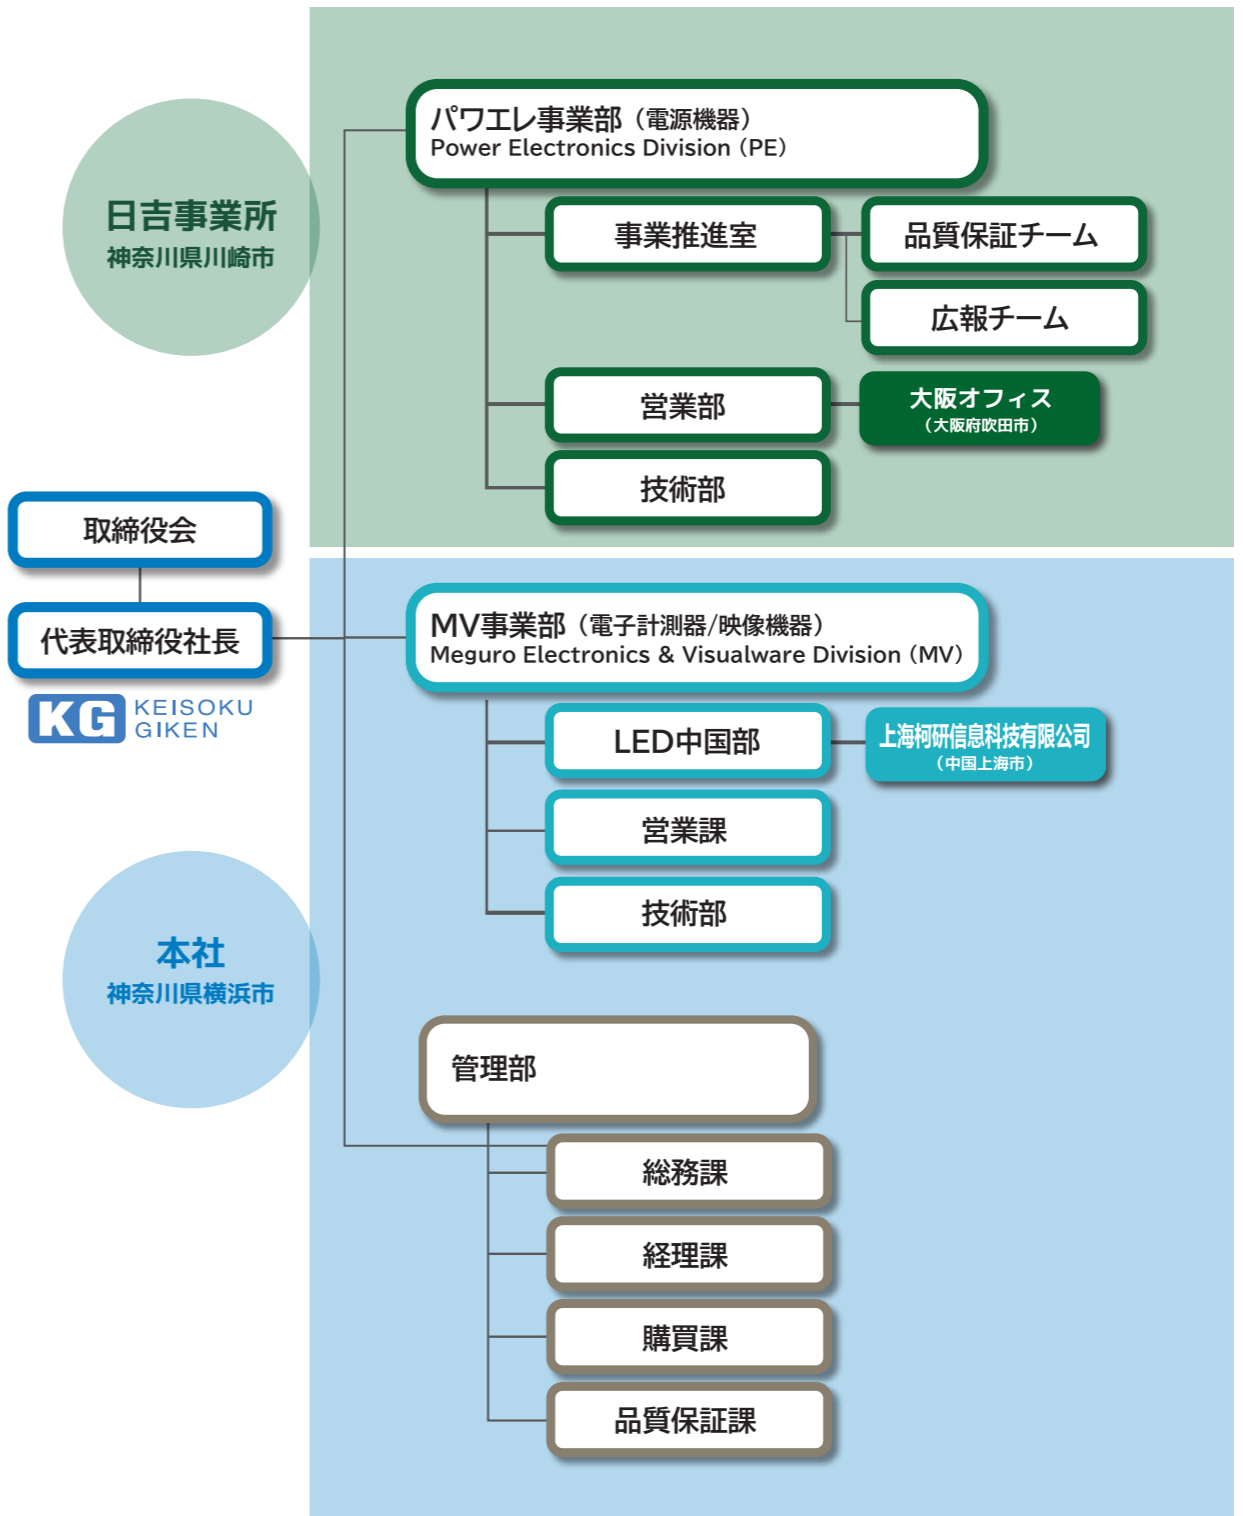 日吉事業所
神奈川県川崎市
パワエレ事業部（電源機器）
Power Electronics Division（PE）
事業推進室
品質保証チーム
広報チーム
営業部
大阪オフィス
（大阪府吹田市）
技術部
取締役会
代表取締役社長
KG KEISOKU
GIKEN
MV事業部（電子計測器/映像機器）
Meguro Electronics & Visualware Division（MV）
LED中国部
上海柯研信息科技有限公司
（中国上海市）
営業課
技術部
本社
神奈川県横浜市
管理部
総務課
経理課
購買課
品質保証課